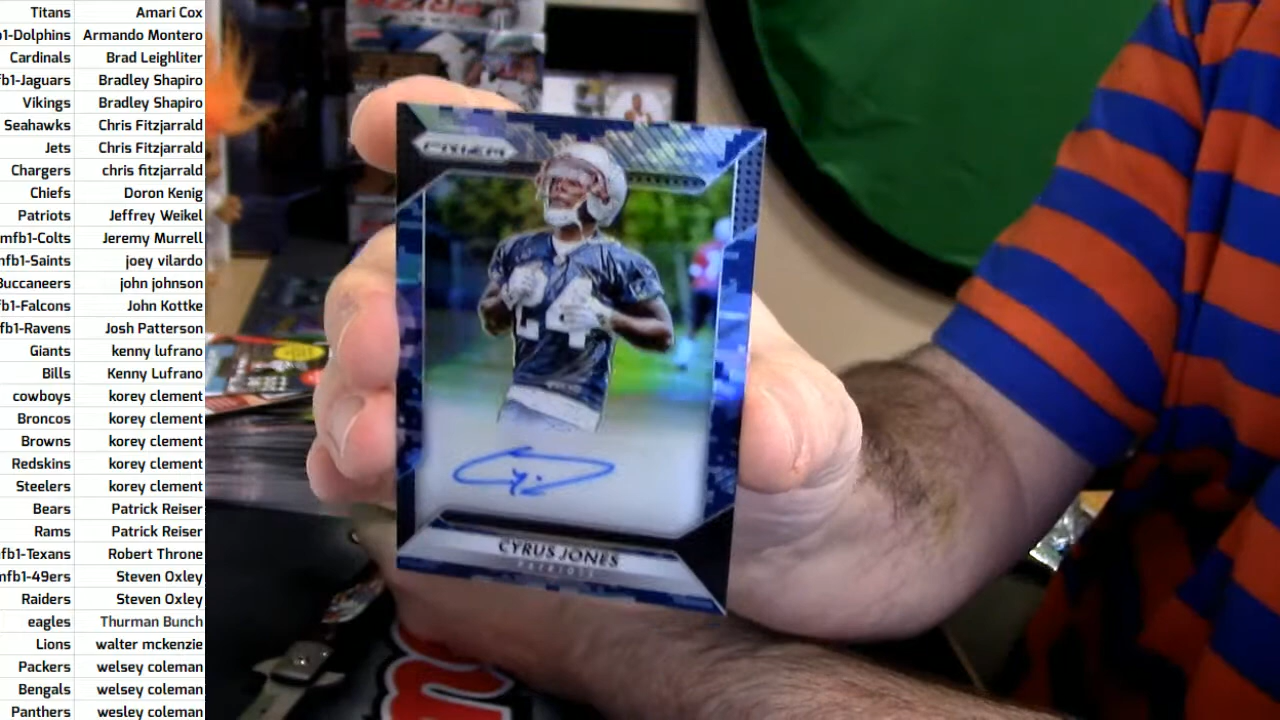 Titans Amari Cox
b1-Dolphins Armando Montero
Cardinals Brad Leighliter
fb1-Jaguars Bradley Shapiro
Vikings Bradley Shapiro
Seahawks Chris Fitzjarrald
Jets Chris Fitzjarrald
Chargers chris fitzjarrald
Chiefs Doron Kenig
Patriots Jeffrey Weikel
mfb1-Colts Jeremy Murrell
nfb1-Saints joey vilardo
Buccaneers john johnson
fb1-Falcons John Kottke
fb1-Ravens Josh Patterson
Giants kenny lufrano
Bills Kenny Lufrano
cowboys korey clement
Broncos korey clement
Browns korey clement
Redskins korey clement
Steelers korey clement
Bears Patrick Reiser
Rams Patrick Reiser
fb1-Texans Robert Throne
mfb1-49ers Steven Oxley
Raiders Steven Oxley
eagles Thurman Bunch
Lions walter mckenzie
Packers welsey coleman
Bengals welsey coleman
Panthers wesley coleman
PRIZM
24
CYRUS JONES
PATRIOTS